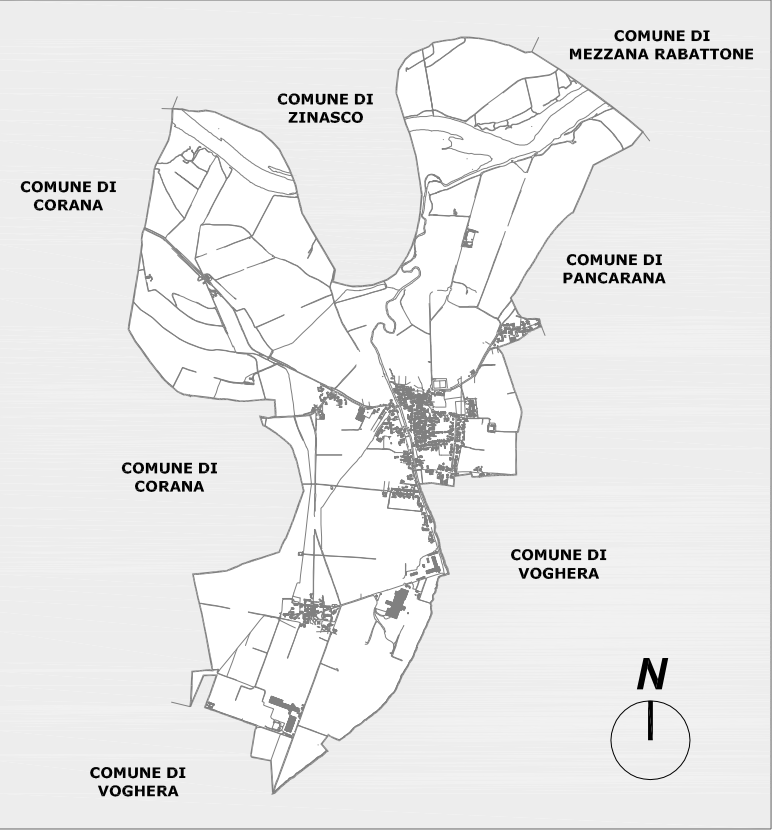 COMUNE DI
MEZZANA RABATTONE
COMUNE DI
ZINASCO
COMUNE DI
CORANA
COMUNE DI
PANCARANA
COMUNE DI
CORANA
COMUNE DI
VOGHERA
N
COMUNE DI
VOGHERA